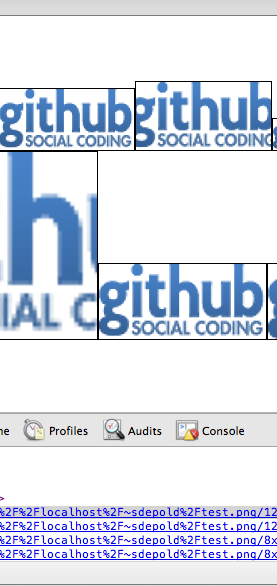 github github
SOCIAL CODING SOCIAL CODING
IAL C github
SOCIAL CODING
Profiles Audits Console
>
%2F%2Flocalhost%2F~sdepold%2Ftest.png/12
%2F%2Flocalhost%2F~sdepold%2Ftest.png/12
%2F%2Flocalhost%2F~sdepold%2Ftest.png/8x
%2F%2Flocalhost%2F~sdepold%2Ftest.png/8x